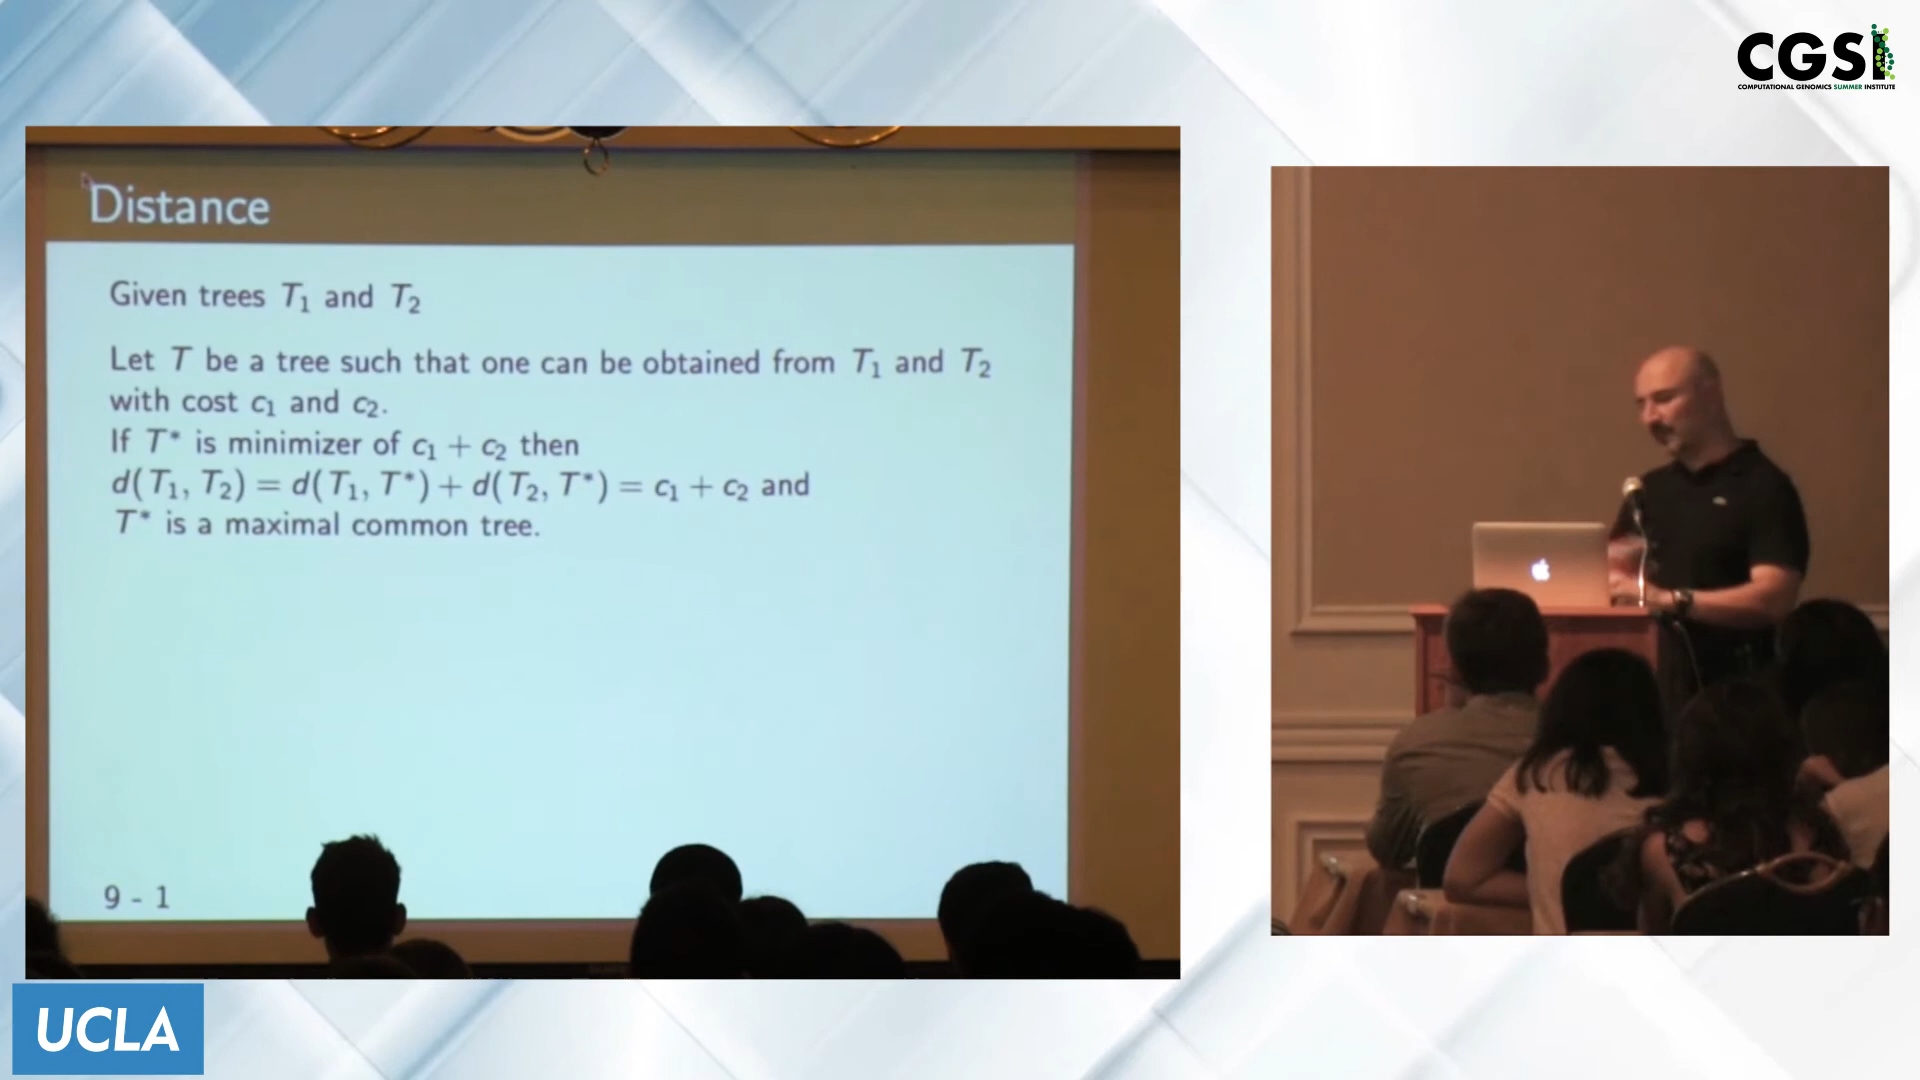 CGSI
COMPUTATIONAL GENOMICS SUMMER INSTITUTE
Distance
Given trees T₁ and T₂
Let T be a tree such that one can be obtained from T₁ and T₂
with cost c₁ and c₂.
If T* is minimizer of c₁ + c₂ then
d(T₁, T₂) = d(T₁, T*) + d(T₂, T*) = c₁ + c₂ and
T* is a maximal common tree.
9 - 1
UCLA